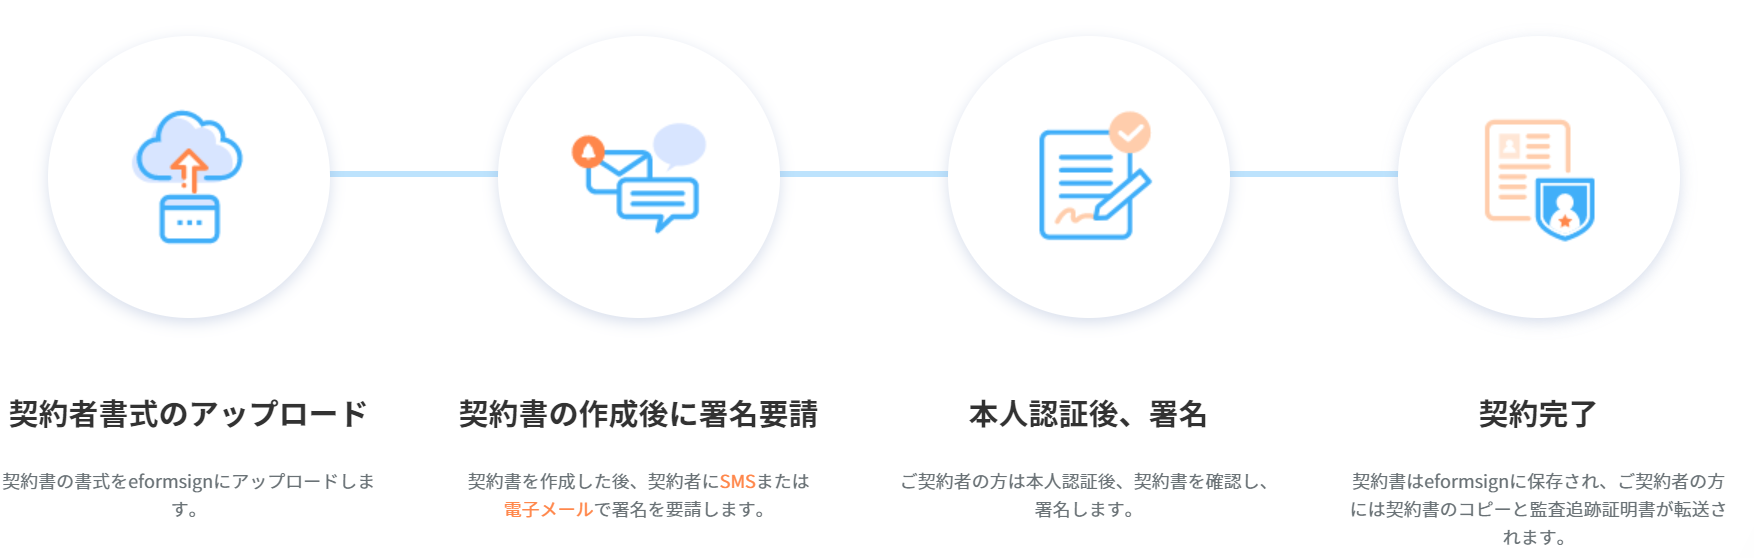 契約者書式のアップロード
契約書の書式をeformsignにアップロードしま
す。
契約書の作成後に署名要請
契約書を作成した後、契約者にSMSまたは
電子メールで署名を要請します。
本人認証後、署名
ご契約者の方は本人認証後、契約書を確認し、
署名します。
契約完了
契約書はeformsignに保存され、ご契約者の方
には契約書のコピーと監査追跡証明書が転送さ
れます。